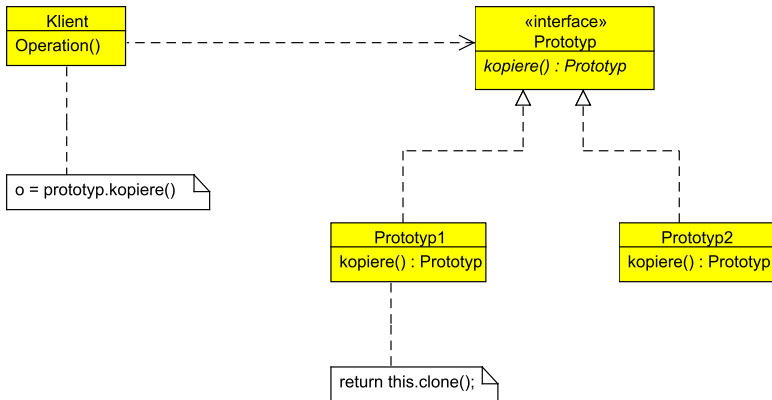 Klient
Operation()
«interface»
Prototyp
kopiere() : Prototyp
o = prototyp.kopiere()
Prototyp1
kopiere() : Prototyp
Prototyp2
kopiere() : Prototyp
return this.clone();